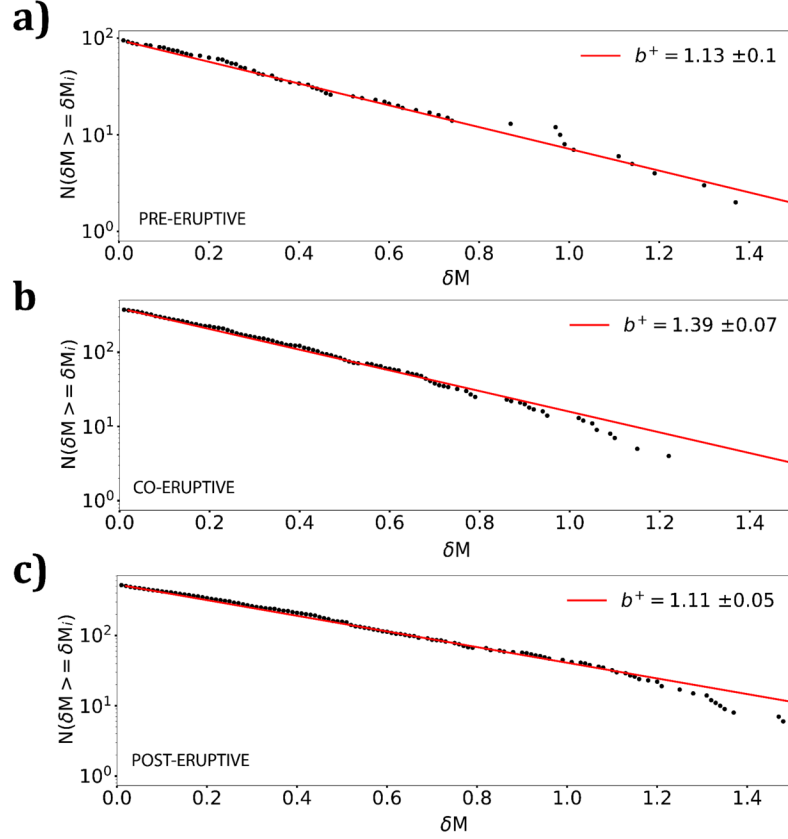 a)
10²
10¹
10⁰
N(δM > = δMᵢ)
b⁺ = 1.13 ±0.1
PRE-ERUPTIVE
0.0 0.2 0.4 0.6 0.8 1.0 1.2 1.4
δM
b
10²
10¹
10⁰
N(δM > = δMᵢ)
b⁺ = 1.39 ±0.07
CO-ERUPTIVE
0.0 0.2 0.4 0.6 0.8 1.0 1.2 1.4
δM
c)
10²
10¹
10⁰
N(δM > = δMᵢ)
b⁺ = 1.11 ±0.05
POST-ERUPTIVE
0.0 0.2 0.4 0.6 0.8 1.0 1.2 1.4
δM